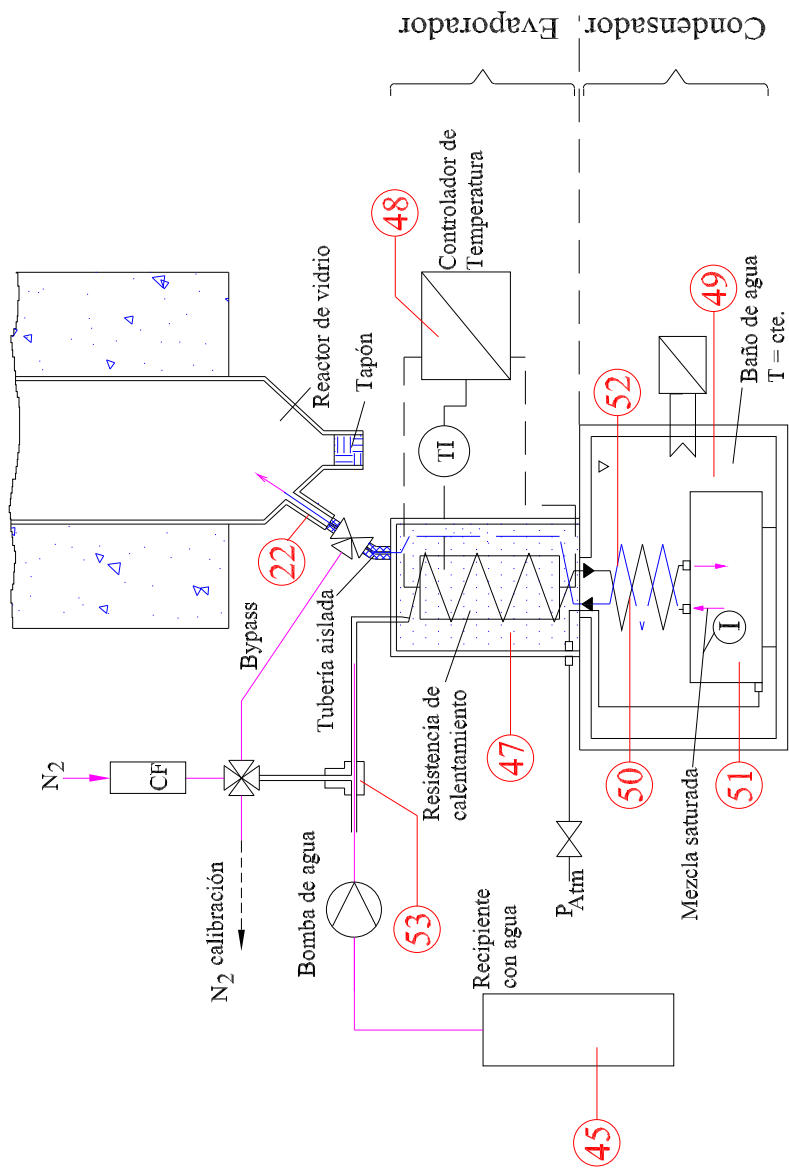 Evaporador
Condensador
48
Controlador de
Temperatura
Reactor de vidrio
Tapón
TI
22
Bypass
Tubería aislada
N2
CF
N2 calibración
Bomba de agua
53
Resistencia de
calentamiento
47
PAtm
Recipiente
con agua
45
49
Baño de agua
T = cte.
52
50
I
51
Mezcla saturada